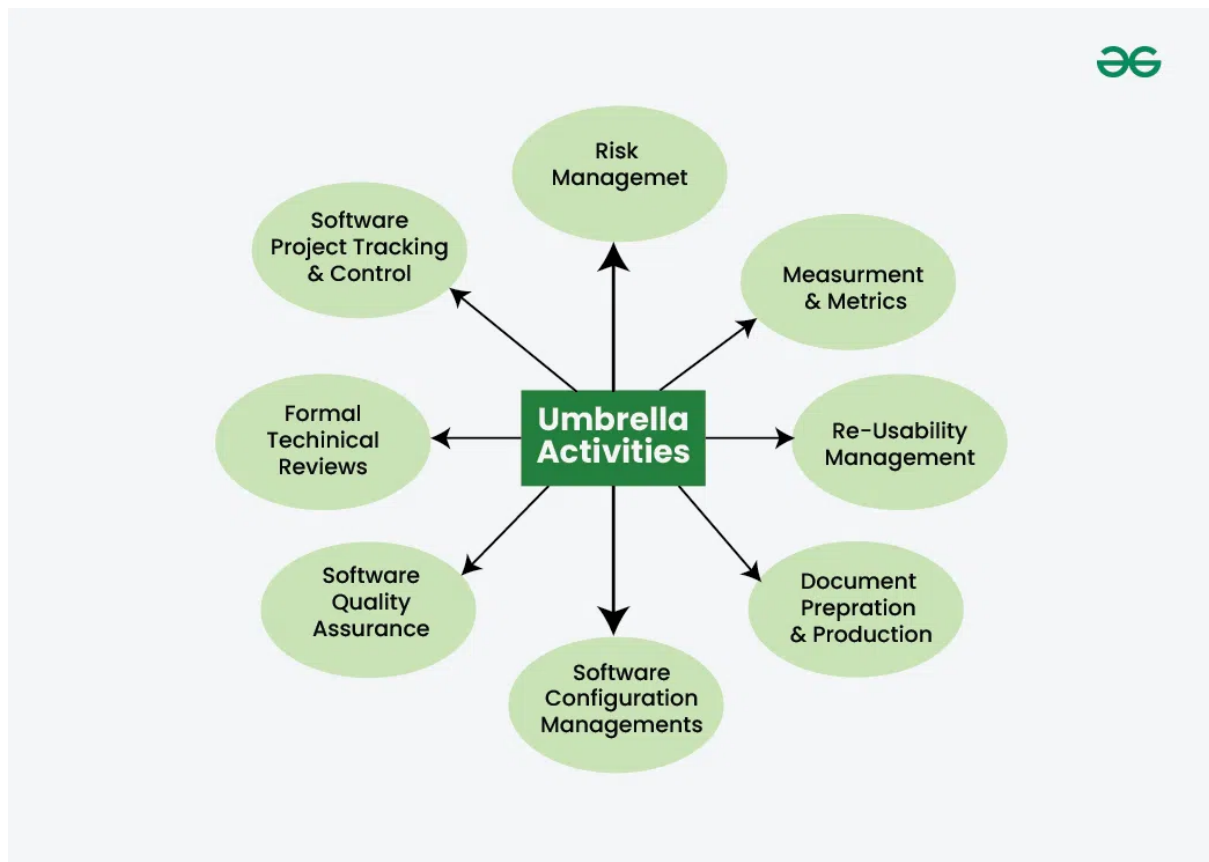 Risk
Managemet
Software
Project Tracking
& Control
Measurment
& Metrics
Formal
Techinical
Reviews
Umbrella
Activities
Re-Usability
Management
Software
Quality
Assurance
Document
Prepration
& Production
Software
Configuration
Managements